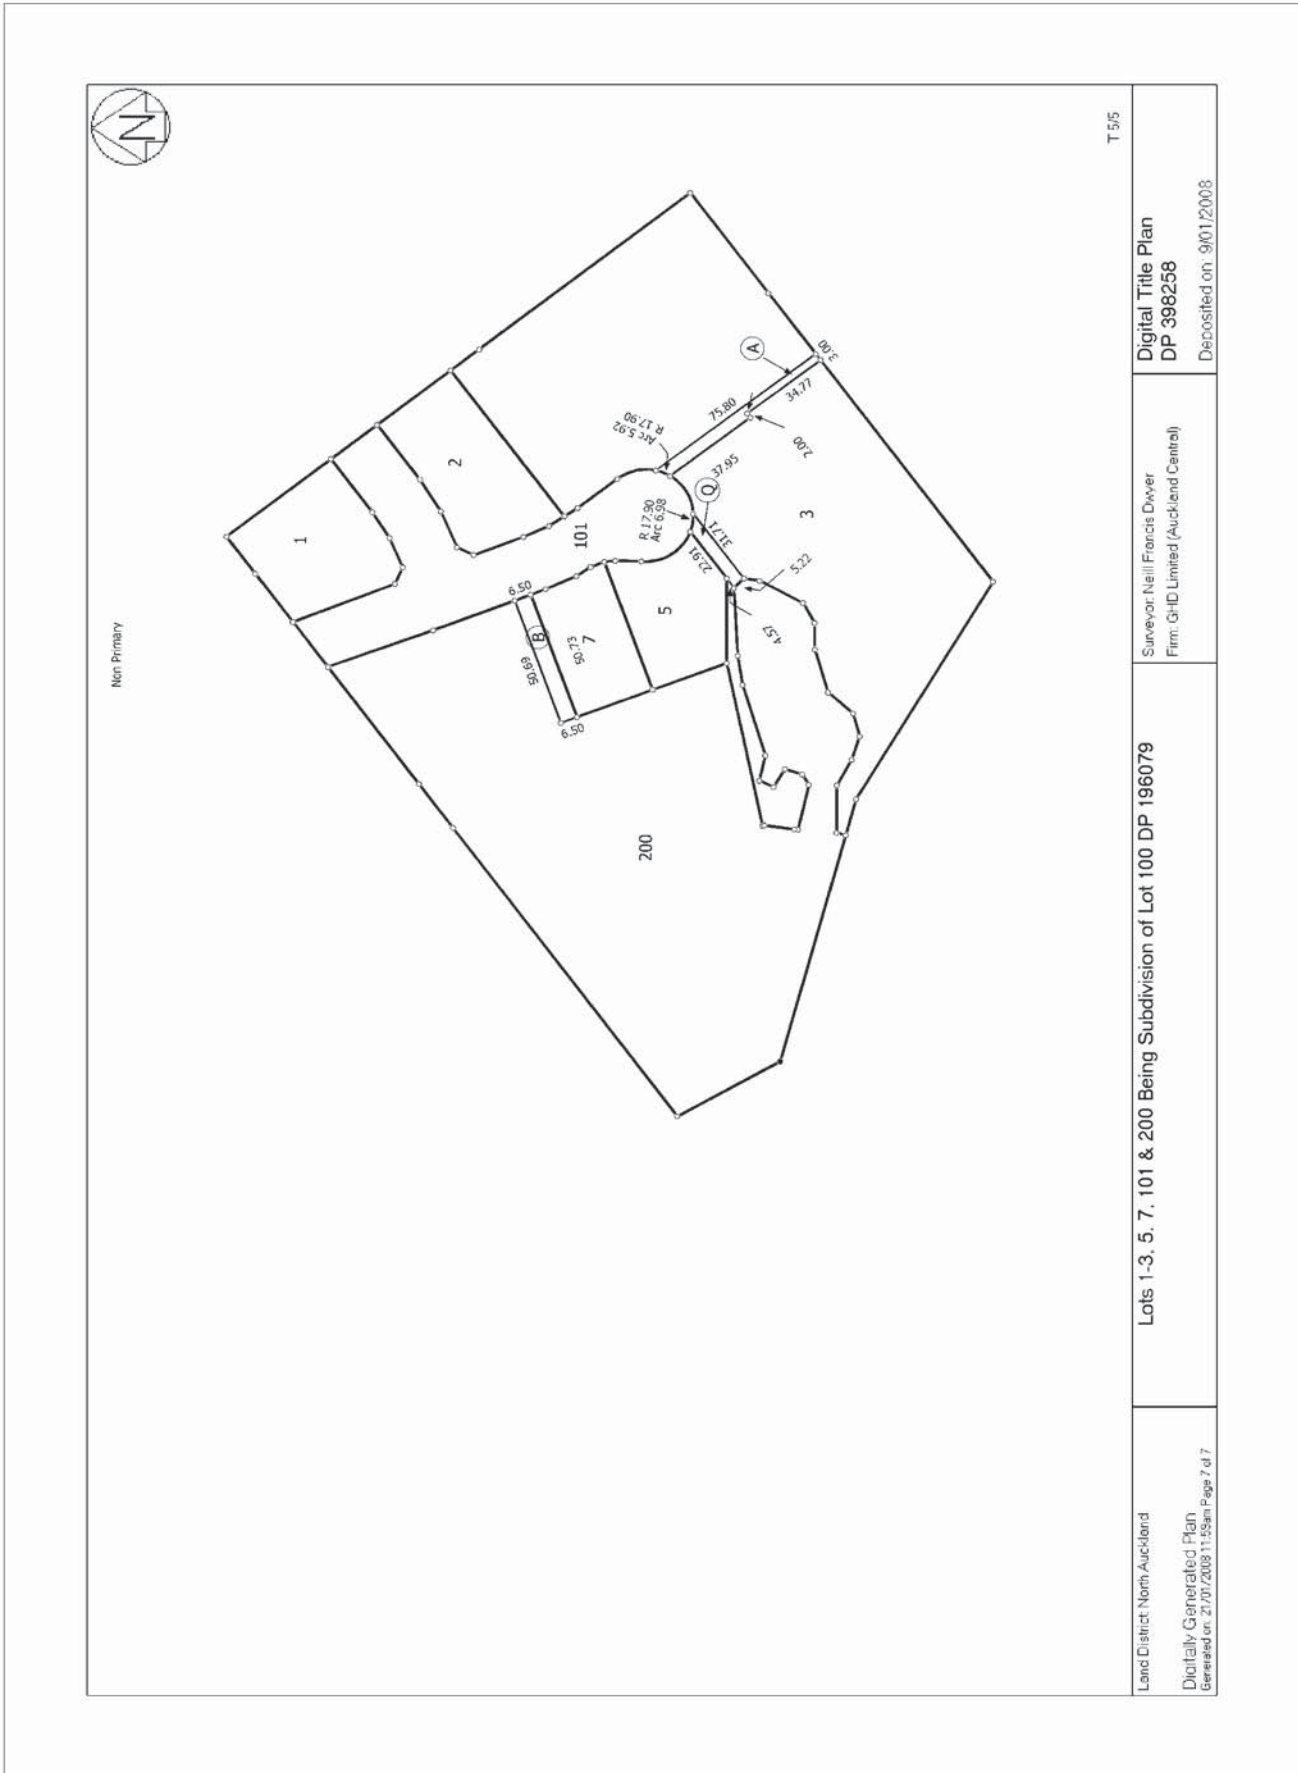 N
Non Primary
1
2
101
6.50
B
50.69
50.73
7
6.50
5
R 17.90
Arc 5.92
R 17.90
Arc 6.98
75.80
A
3.00
34.77
2.00
37.95
Q
31.71
22.91
3
5.22
4.57
200
T 5/5
Land District: North Auckland
Digitally Generated Plan
Generated on: 21/01/2008 11:59am Page 7 of 7
Lots 1-3, 5, 7, 101 & 200 Being Subdivision of Lot 100 DP 196079
Surveyor: Neill Francis Dwyer
Firm: GHD Limited (Auckland Central)
Digital Title Plan
DP 398258
Deposited on: 9/01/2008